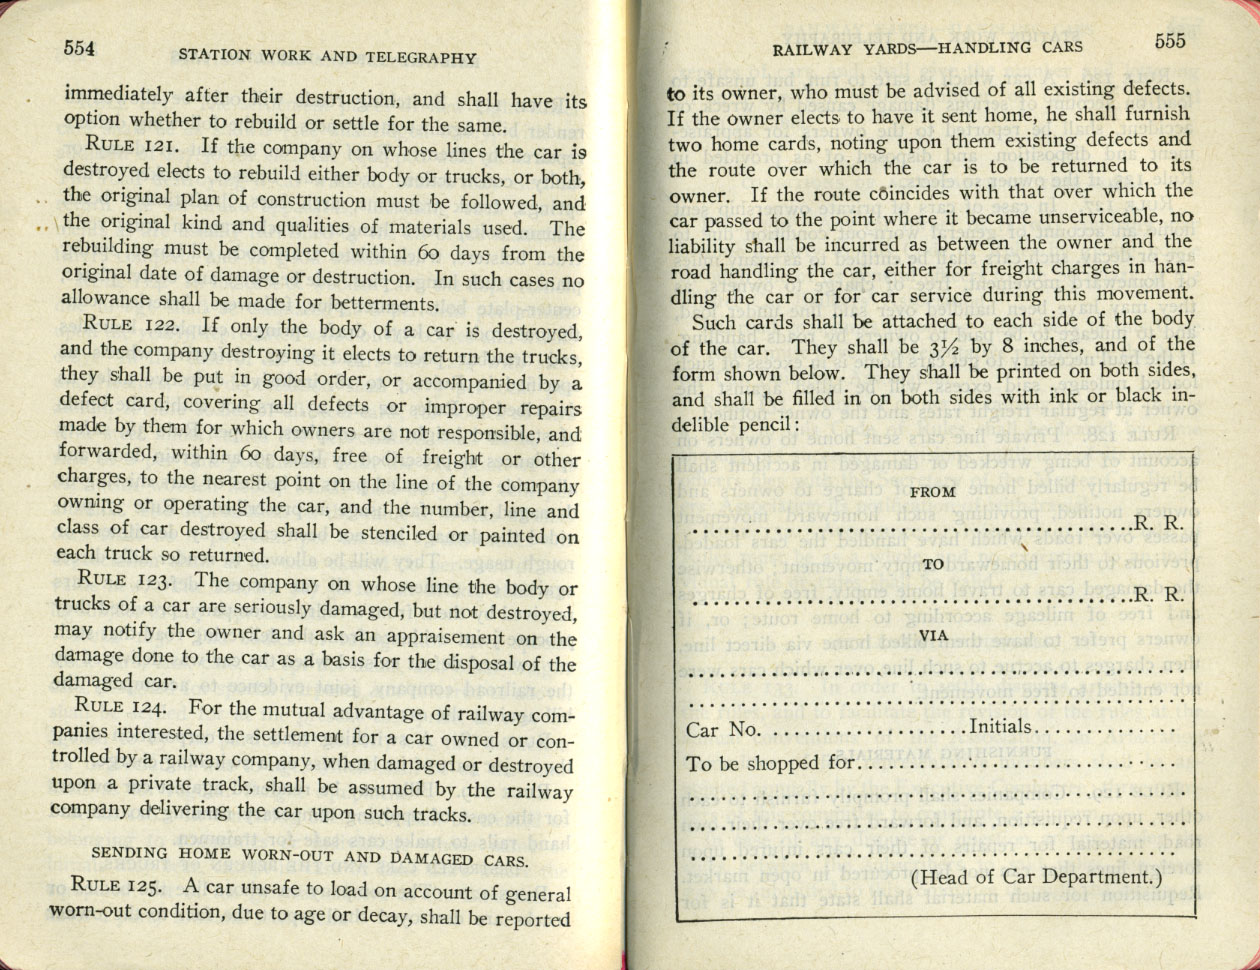 554
STATION WORK AND TELEGRAPHY
immediately after their destruction, and shall have its
option whether to rebuild or settle for the same.
RULE 121. If the company on whose lines the car is
destroyed elects to rebuild either body or trucks, or both,
the original plan of construction must be followed, and
the original kind and qualities of materials used. The
rebuilding must be completed within 60 days from the
original date of damage or destruction. In such cases no
allowance shall be made for betterments.
RULE 122. If only the body of a car is destroyed,
and the company destroying it elects to return the trucks,
they shall be put in good order, or accompanied by a
defect card, covering all defects or improper repairs
made by them for which owners are not responsible, and
forwarded, within 60 days, free of freight or other
charges, to the nearest point on the line of the company
owning or operating the car, and the number, line and
class of car destroyed shall be stenciled or painted on
each truck so returned.
RULE 123. The company on whose line the body or
trucks of a car are seriously damaged, but not destroyed,
may notify the owner and ask an appraisement on the
damage done to the car as a basis for the disposal of the
damaged car.
RULE 124. For the mutual advantage of railway com-
panies interested, the settlement for a car owned or con-
trolled by a railway company, when damaged or destroyed
upon a private track, shall be assumed by the railway
company delivering the car upon such tracks.
SENDING HOME WORN-OUT AND DAMAGED CARS.
RULE 125. A car unsafe to load on account of general
worn-out condition, due to age or decay, shall be reported
RAILWAY YARDS—HANDLING CARS
555
to its owner, who must be advised of all existing defects.
If the owner elects to have it sent home, he shall furnish
two home cards, noting upon them existing defects and
the route over which the car is to be returned to its
owner. If the route cöincides with that over which the
car passed to the point where it became unserviceable, no
liability shall be incurred as between the owner and the
road handling the car, either for freight charges in han-
dling the car or for car service during this movement.
Such cards shall be attached to each side of the body
of the car. They shall be 3½ by 8 inches, and of the
form shown below. They shall be printed on both sides,
and shall be filled in on both sides with ink or black in-
delible pencil:
FROM
........................................................R. R.
TO
........................................................R. R.
VIA
............................................................
............................................................
Car No. ........................Initials................
To be shopped for.....................................
............................................................
............................................................
............................................................
(Head of Car Department.)